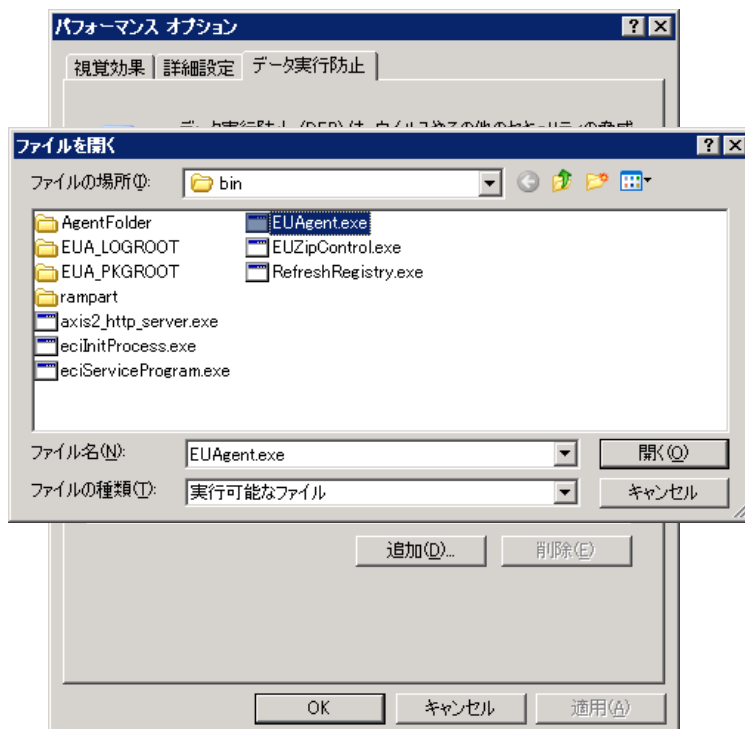 パフォーマンス オプション
視覚効果 詳細設定 データ実行防止
ファイルを開く
ファイルの場所(I): bin
AgentFolder
EUA_LOGROOT
EUA_PKGROOT
rampart
axis2_http_server.exe
eciInitProcess.exe
eciServiceProgram.exe
EUAgent.exe
EUZipControl.exe
RefreshRegistry.exe
ファイル名(N): EUAgent.exe 開く(O)
ファイルの種類(T): 実行可能なファイル キャンセル
追加(D)... 削除(E)
OK キャンセル 適用(A)